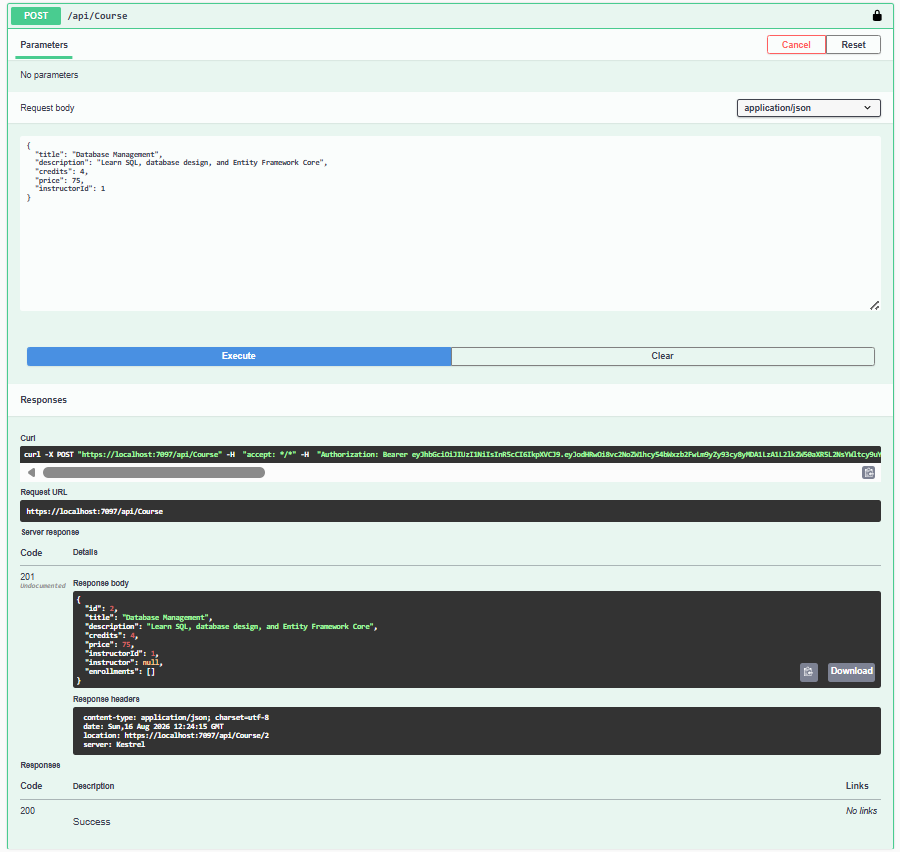 POST /api/Course
Parameters
Cancel Reset
No parameters
Request body
application/json
{
"title": "Database Management",
"description": "Learn SQL, database design, and Entity Framework Core",
"credits": 4,
"price": 75,
"instructorId": 1
}
Execute Clear
Responses
Curl
curl -X POST "https://localhost:7097/api/Course" -H "accept: */*" -H "Authorization: Bearer
Request URL
https://localhost:7097/api/Course
Server response
Code Details
201
Undocumented
Response body
{
"id": 2,
"title": "Database Management",
"description": "Learn SQL, database design, and Entity Framework Core",
"credits": 4,
"price": 75,
"instructorId": 1,
"instructor": null,
"enrollments": []
}
Download
Response headers
content-type: application/json; charset=utf-8
date: Sun,16 Aug 2026 12:24:15 GMT
location: https://localhost:7097/api/Course/2
server: Kestrel
Responses
Code Description Links
200
Success
No links